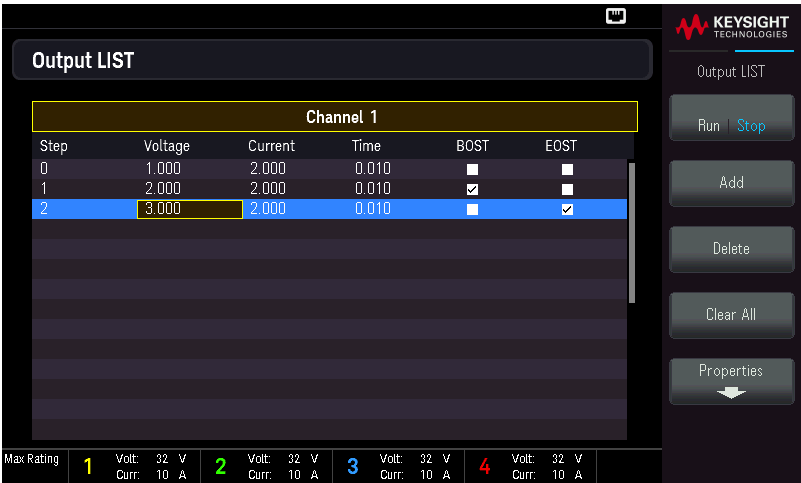 KEYSIGHT
TECHNOLOGIES
Output LIST
Output LIST
Channel 1
Run | Stop
Step Voltage Current Time BOST EOST
0 1.000 2.000 0.010
1 2.000 2.000 0.010
2 3.000 2.000 0.010
Add
Delete
Clear All
Properties
Max Rating 1 Volt: 32 V 2 Volt: 32 V 3 Volt: 32 V 4 Volt: 32 V
Curr: 10 A Curr: 10 A Curr: 10 A Curr: 10 A